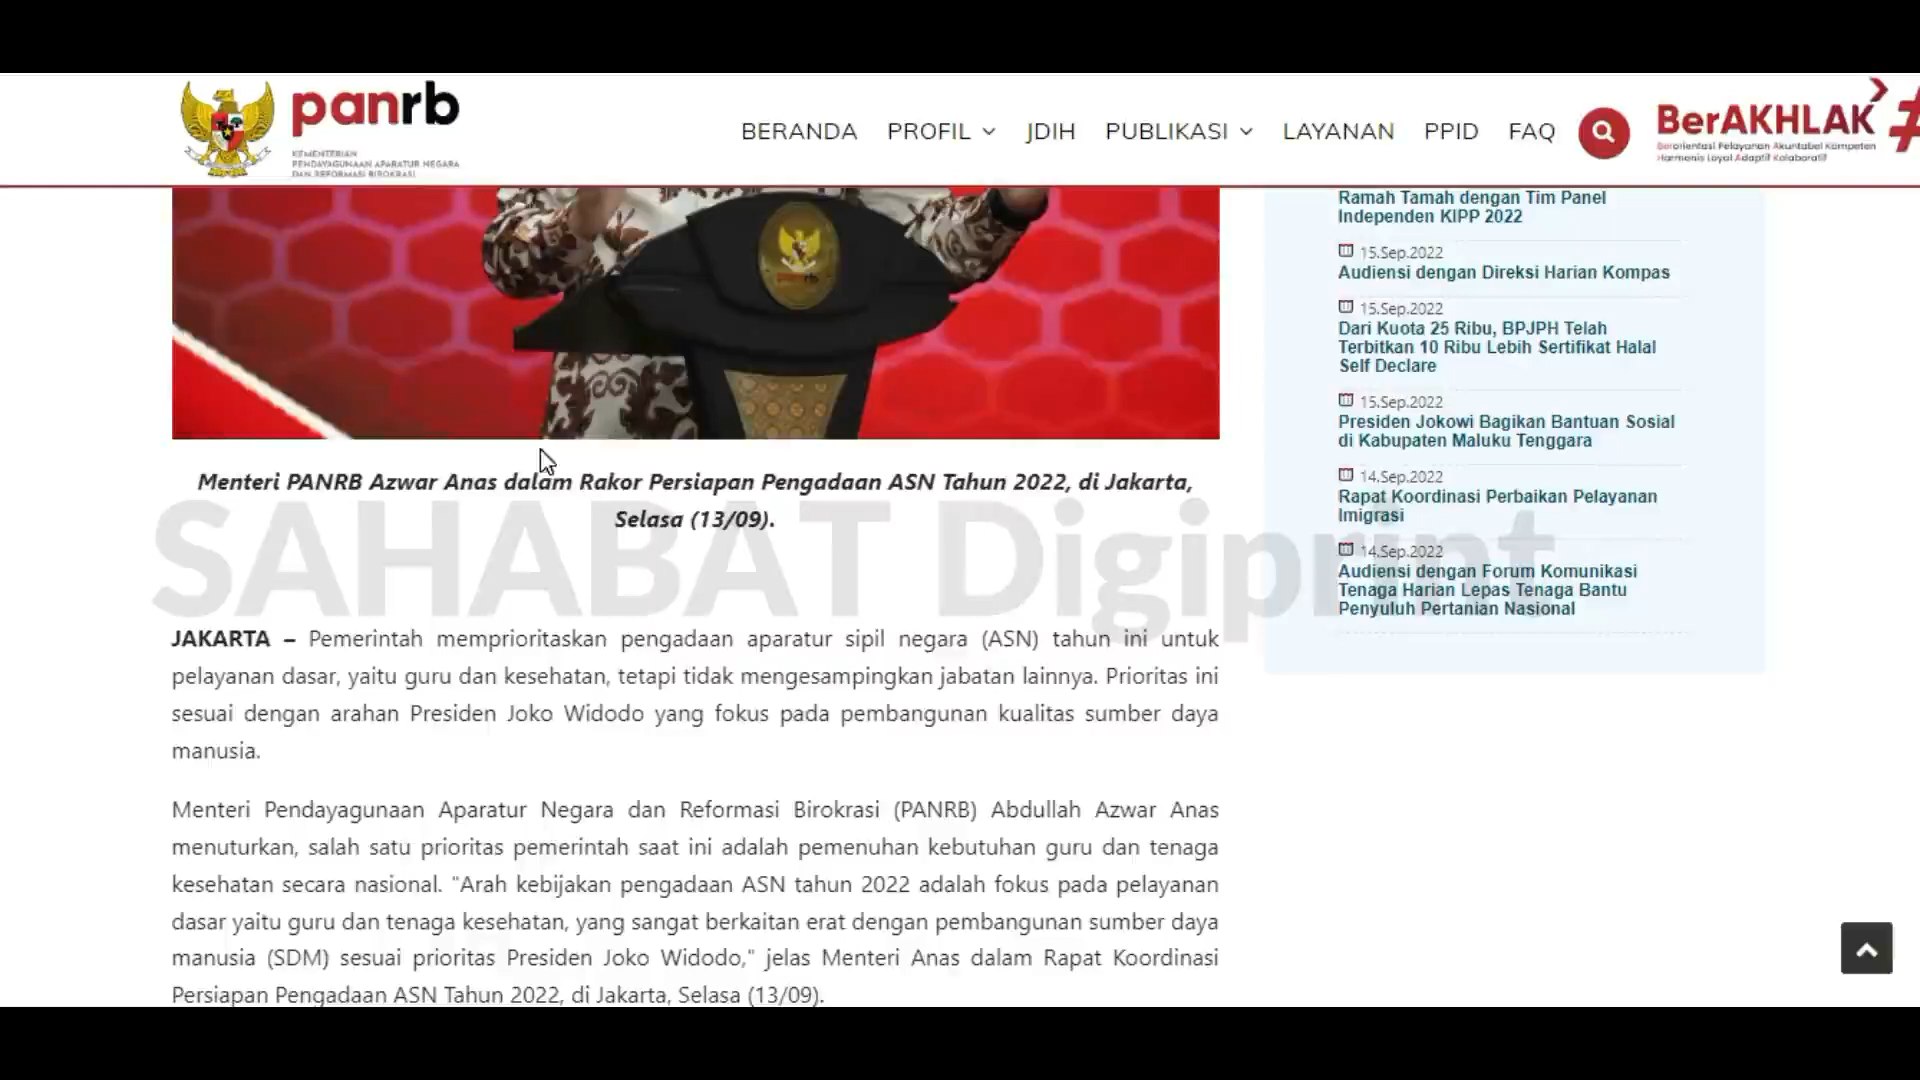 panrb
KEMENTERIAN
PENDAYAGUNAAN APARATUR NEGARA
DAN REFORMASI BIROKRASI
BERANDA PROFIL JDIH PUBLIKASI LAYANAN PPID FAQ
BerAKHLAK #
Berorientasi Pelayanan Akuntabel Kompeten
Harmonis Loyal Adaptif Kolaboratif
panrb
Menteri PANRB Azwar Anas dalam Rakor Persiapan Pengadaan ASN Tahun 2022, di Jakarta,
Selasa (13/09).
SAHABAT Digiprint
JAKARTA – Pemerintah memprioritaskan pengadaan aparatur sipil negara (ASN) tahun ini untuk
pelayanan dasar, yaitu guru dan kesehatan, tetapi tidak mengesampingkan jabatan lainnya. Prioritas ini
sesuai dengan arahan Presiden Joko Widodo yang fokus pada pembangunan kualitas sumber daya
manusia.
Menteri Pendayagunaan Aparatur Negara dan Reformasi Birokrasi (PANRB) Abdullah Azwar Anas
menuturkan, salah satu prioritas pemerintah saat ini adalah pemenuhan kebutuhan guru dan tenaga
kesehatan secara nasional. "Arah kebijakan pengadaan ASN tahun 2022 adalah fokus pada pelayanan
dasar yaitu guru dan tenaga kesehatan, yang sangat berkaitan erat dengan pembangunan sumber daya
manusia (SDM) sesuai prioritas Presiden Joko Widodo," jelas Menteri Anas dalam Rapat Koordinasi
Persiapan Pengadaan ASN Tahun 2022, di Jakarta, Selasa (13/09).
Ramah Tamah dengan Tim Panel
Independen KIPP 2022
15.Sep.2022
Audiensi dengan Direksi Harian Kompas
15.Sep.2022
Dari Kuota 25 Ribu, BPJPH Telah
Terbitkan 10 Ribu Lebih Sertifikat Halal
Self Declare
15.Sep.2022
Presiden Jokowi Bagikan Bantuan Sosial
di Kabupaten Maluku Tenggara
14.Sep.2022
Rapat Koordinasi Perbaikan Pelayanan
Imigrasi
14.Sep.2022
Audiensi dengan Forum Komunikasi
Tenaga Harian Lepas Tenaga Bantu
Penyuluh Pertanian Nasional